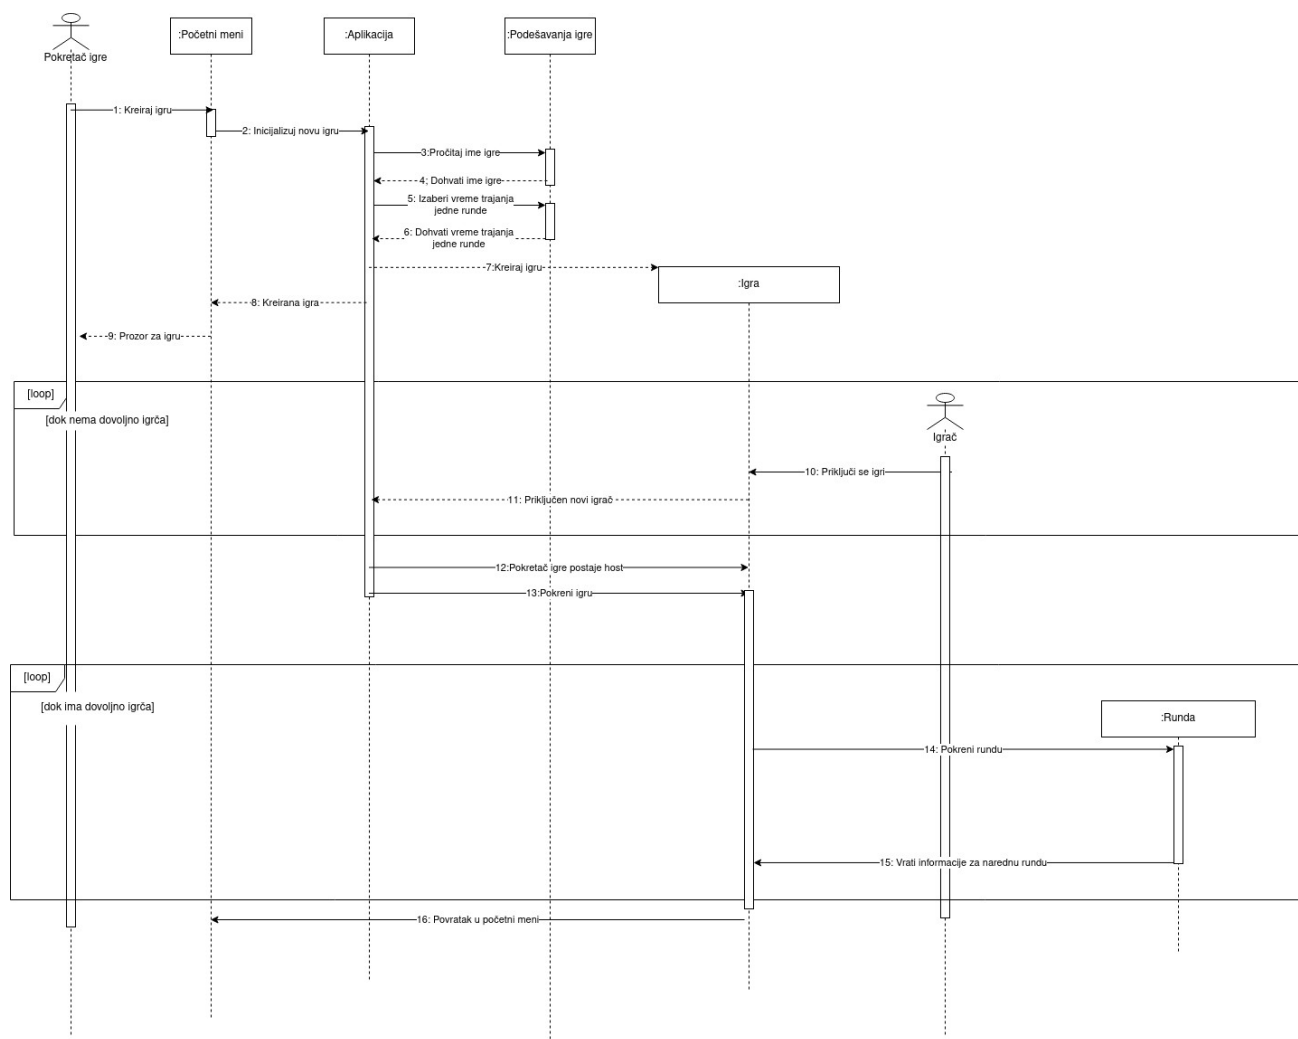 Pokretač igre
:Početni meni
:Aplikacija
:Podešavanja igre
1: Kreiraj igru
2: Inicijalizuj novu igru
3:Pročitaj ime igre
4; Dohvati ime igre
5: Izaberi vreme trajanja
jedne runde
6: Dohvati vreme trajanja
jedne runde
7:Kreiraj igru
:Igra
8: Kreirana igra
9: Prozor za igru
[loop]
[dok nema dovoljno igrča]
Igrač
10: Priključi se igri
11: Priključen novi igrač
12:Pokretač igre postaje host
13:Pokreni igru
[loop]
[dok ima dovoljno igrča]
:Runda
14: Pokreni rundu
15: Vrati informacije za narednu rundu
16: Povratak u početni meni